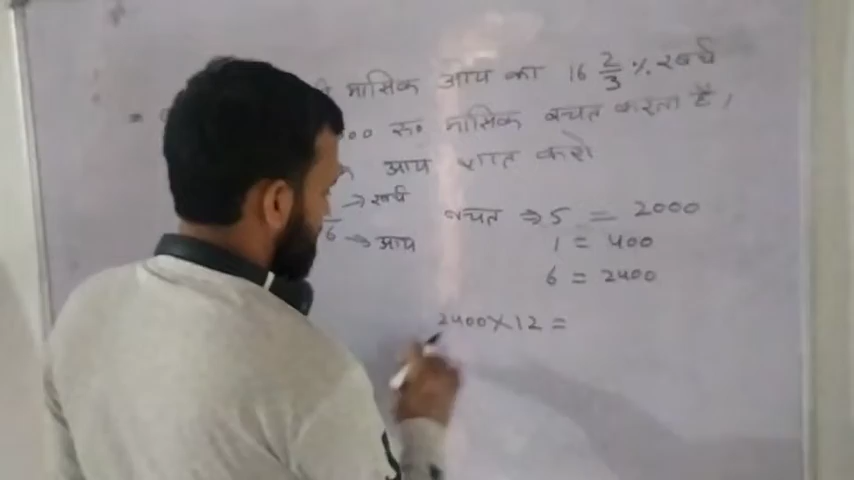 मासिक आय का 16 2/3 % खर्च
00 रु० मासिक बचत करता है,
आय ज्ञात करो
→ खर्च
6 → आय
बचत ⇒ 5 = 2000
1 = 400
6 = 2400
2400×12 =